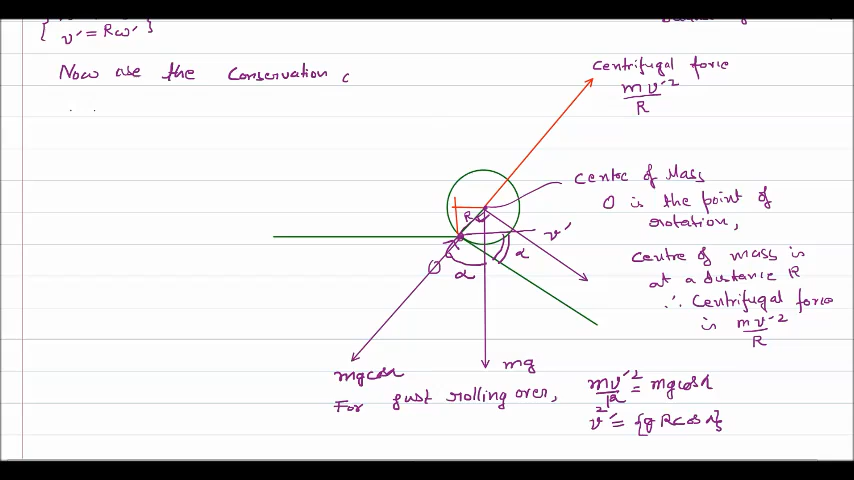 { v' = Rω' }
Now use the Conservation
Centrifugal force
mv'²/R
Centre of Mass
O is the point of
rotation,
R
v'
α
α
O
Centre of mass is
at a distance R
∴ Centrifugal force
is mv'²/R
mg
mgcosα
For just rolling over, mv'²/R = mgcosα
v'² = {gRcosα}